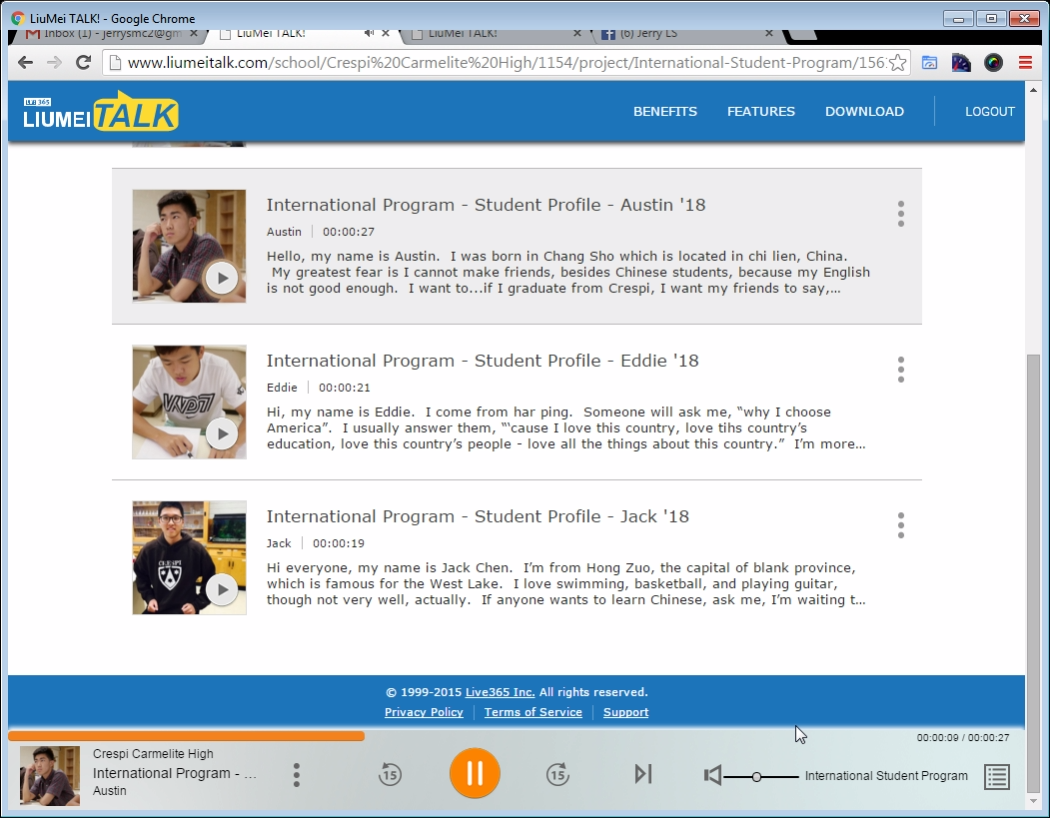 LiuMei TALK! - Google Chrome
Inbox (1) - jerrysmc2@gm
LiuMei TALK!
LiuMei TALK!
(6) Jerry LS
www.liumeitalk.com/school/Crespi%20Carmelite%20High/1154/project/International-Student-Program/156
LIVE 365
LIUMEI TALK
BENEFITS
FEATURES
DOWNLOAD
LOGOUT
International Program - Student Profile - Austin '18
Austin | 00:00:27
Hello, my name is Austin.  I was born in Chang Sho which is located in chi lien, China.
My greatest fear is I cannot make friends, besides Chinese students, because my English
is not good enough.  I want to...if I graduate from Crespi, I want my friends to say,...
International Program - Student Profile - Eddie '18
Eddie | 00:00:21
Hi, my name is Eddie.  I come from har ping.  Someone will ask me, “why I choose
America”.  I usually answer them, “‘cause I love this country, love tihs country’s
education, love this country’s people - love all the things about this country.”  I’m more...
International Program - Student Profile - Jack '18
Jack | 00:00:19
Hi everyone, my name is Jack Chen.  I’m from Hong Zuo, the capital of blank province,
which is famous for the West Lake.  I love swimming, basketball, and playing guitar,
though not very well, actually.  If anyone wants to learn Chinese, ask me, I’m waiting t...
CRESPI
© 1999-2015 Live365 Inc. All rights reserved.
Privacy Policy | Terms of Service | Support
00:00:09 / 00:00:27
Crespi Carmelite High
International Program - ...
Austin
15
15
International Student Program